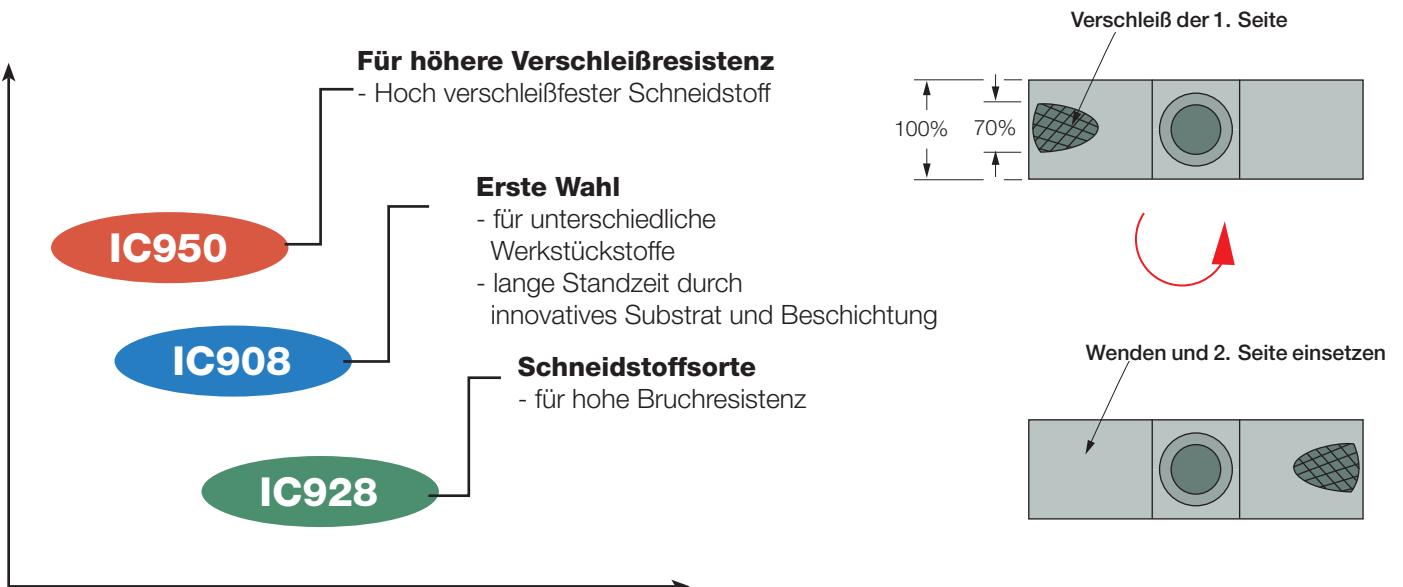 Für höhere Verschleißresistenz
- Hoch verschleißfester Schneidstoff
IC950
Erste Wahl
- für unterschiedliche
Werkstückstoffe
- lange Standzeit durch
innovatives Substrat und Beschichtung
IC908
Schneidstoffsorte
- für hohe Bruchresistenz
IC928
Verschleiß der 1. Seite
100%
70%
Wenden und 2. Seite einsetzen